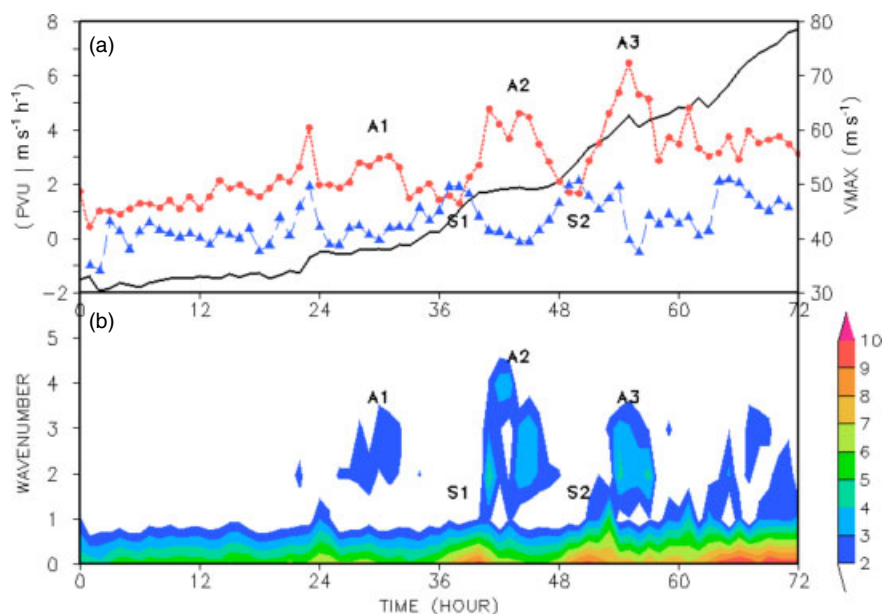 (a)
8
6
4
2
0
-2
( PVU | m s⁻¹ h⁻¹ )
80
70
60
50
40
30
VMAX ( m s⁻¹ )
A1
A2
A3
S1
S2
0 12 24 36 48 60 72
(b)
5
4
3
2
1
0
WAVENUMBER
A1
A2
A3
S1
S2
0 12 24 36 48 60 72
TIME (HOUR)
10
9
8
7
6
5
4
3
2